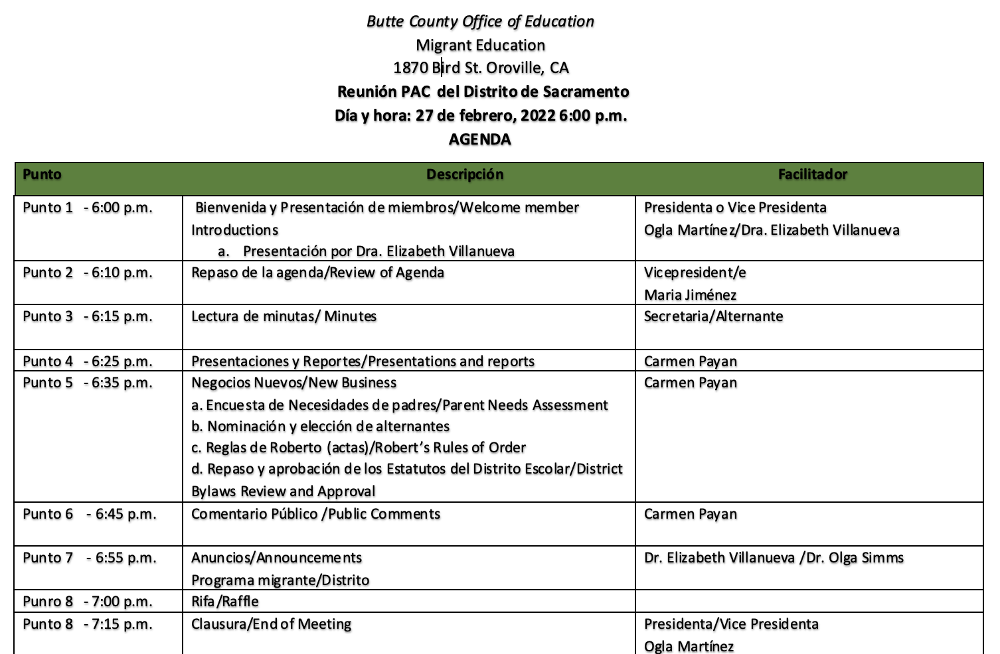 Butte County Office of Education
Migrant Education
1870 Bird St. Oroville, CA
Reunión PAC del Distrito de Sacramento
Día y hora: 27 de febrero, 2022 6:00 p.m.
AGENDA
Punto Descripción Facilitador
Punto 1 - 6:00 p.m. Bienvenida y Presentación de miembros/Welcome member Presidenta o Vice Presidenta
Introductions Ogla Martínez/Dra. Elizabeth Villanueva
a. Presentación por Dra. Elizabeth Villanueva
Punto 2 - 6:10 p.m. Repaso de la agenda/Review of Agenda Vicepresident/e
Maria Jiménez
Punto 3 - 6:15 p.m. Lectura de minutas/ Minutes Secretaria/Alternante
Punto 4 - 6:25 p.m. Presentaciones y Reportes/Presentations and reports Carmen Payan
Punto 5 - 6:35 p.m. Negocios Nuevos/New Business Carmen Payan
a. Encuesta de Necesidades de padres/Parent Needs Assessment
b. Nominación y elección de alternantes
c. Reglas de Roberto (actas)/Robert’s Rules of Order
d. Repaso y aprobación de los Estatutos del Distrito Escolar/District
Bylaws Review and Approval
Punto 6 - 6:45 p.m. Comentario Público /Public Comments Carmen Payan
Punto 7 - 6:55 p.m. Anuncios/Announcements Dr. Elizabeth Villanueva /Dr. Olga Simms
Programa migrante/Distrito
Punro 8 - 7:00 p.m. Rifa/Raffle
Punto 8 - 7:15 p.m. Clausura/End of Meeting Presidenta/Vice Presidenta
Ogla Martínez